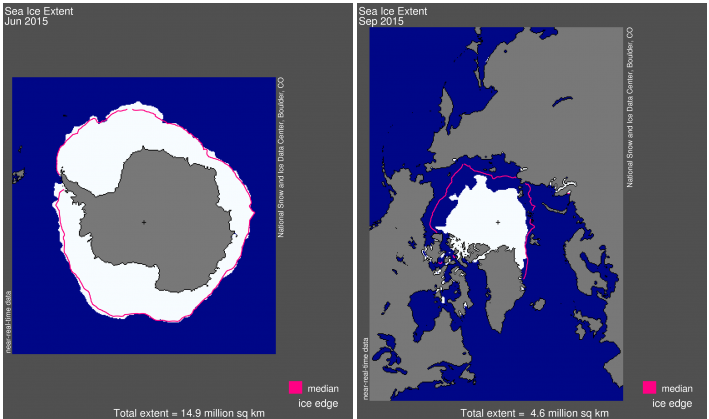 Sea Ice Extent
Jun 2015
National Snow and Ice Data Center, Boulder, CO
near-real-time data
median
ice edge
Total extent = 14.9 million sq km
Sea Ice Extent
Sep 2015
National Snow and Ice Data Center, Boulder, CO
near-real-time data
median
ice edge
Total extent = 4.6 million sq km